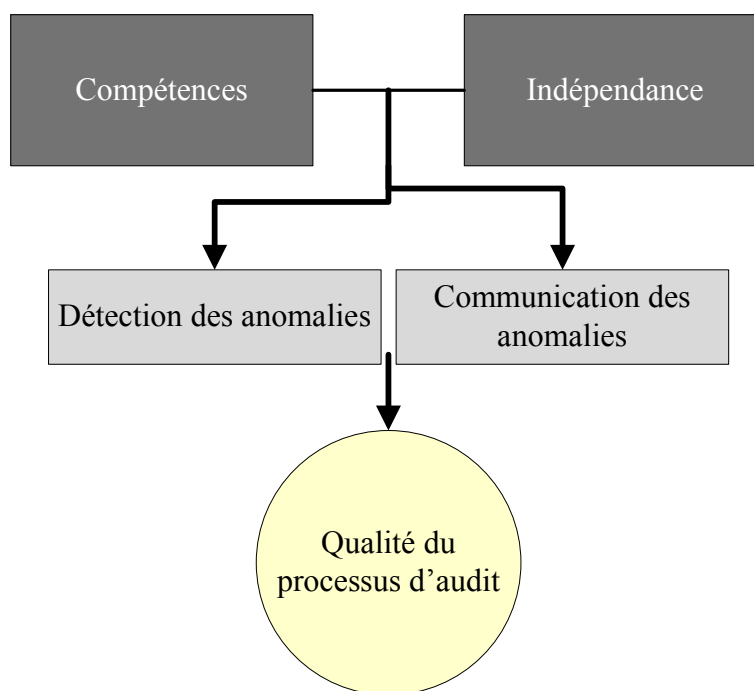 Compétences
Indépendance
Détection des anomalies
Communication des
anomalies
Qualité du
processus d’audit